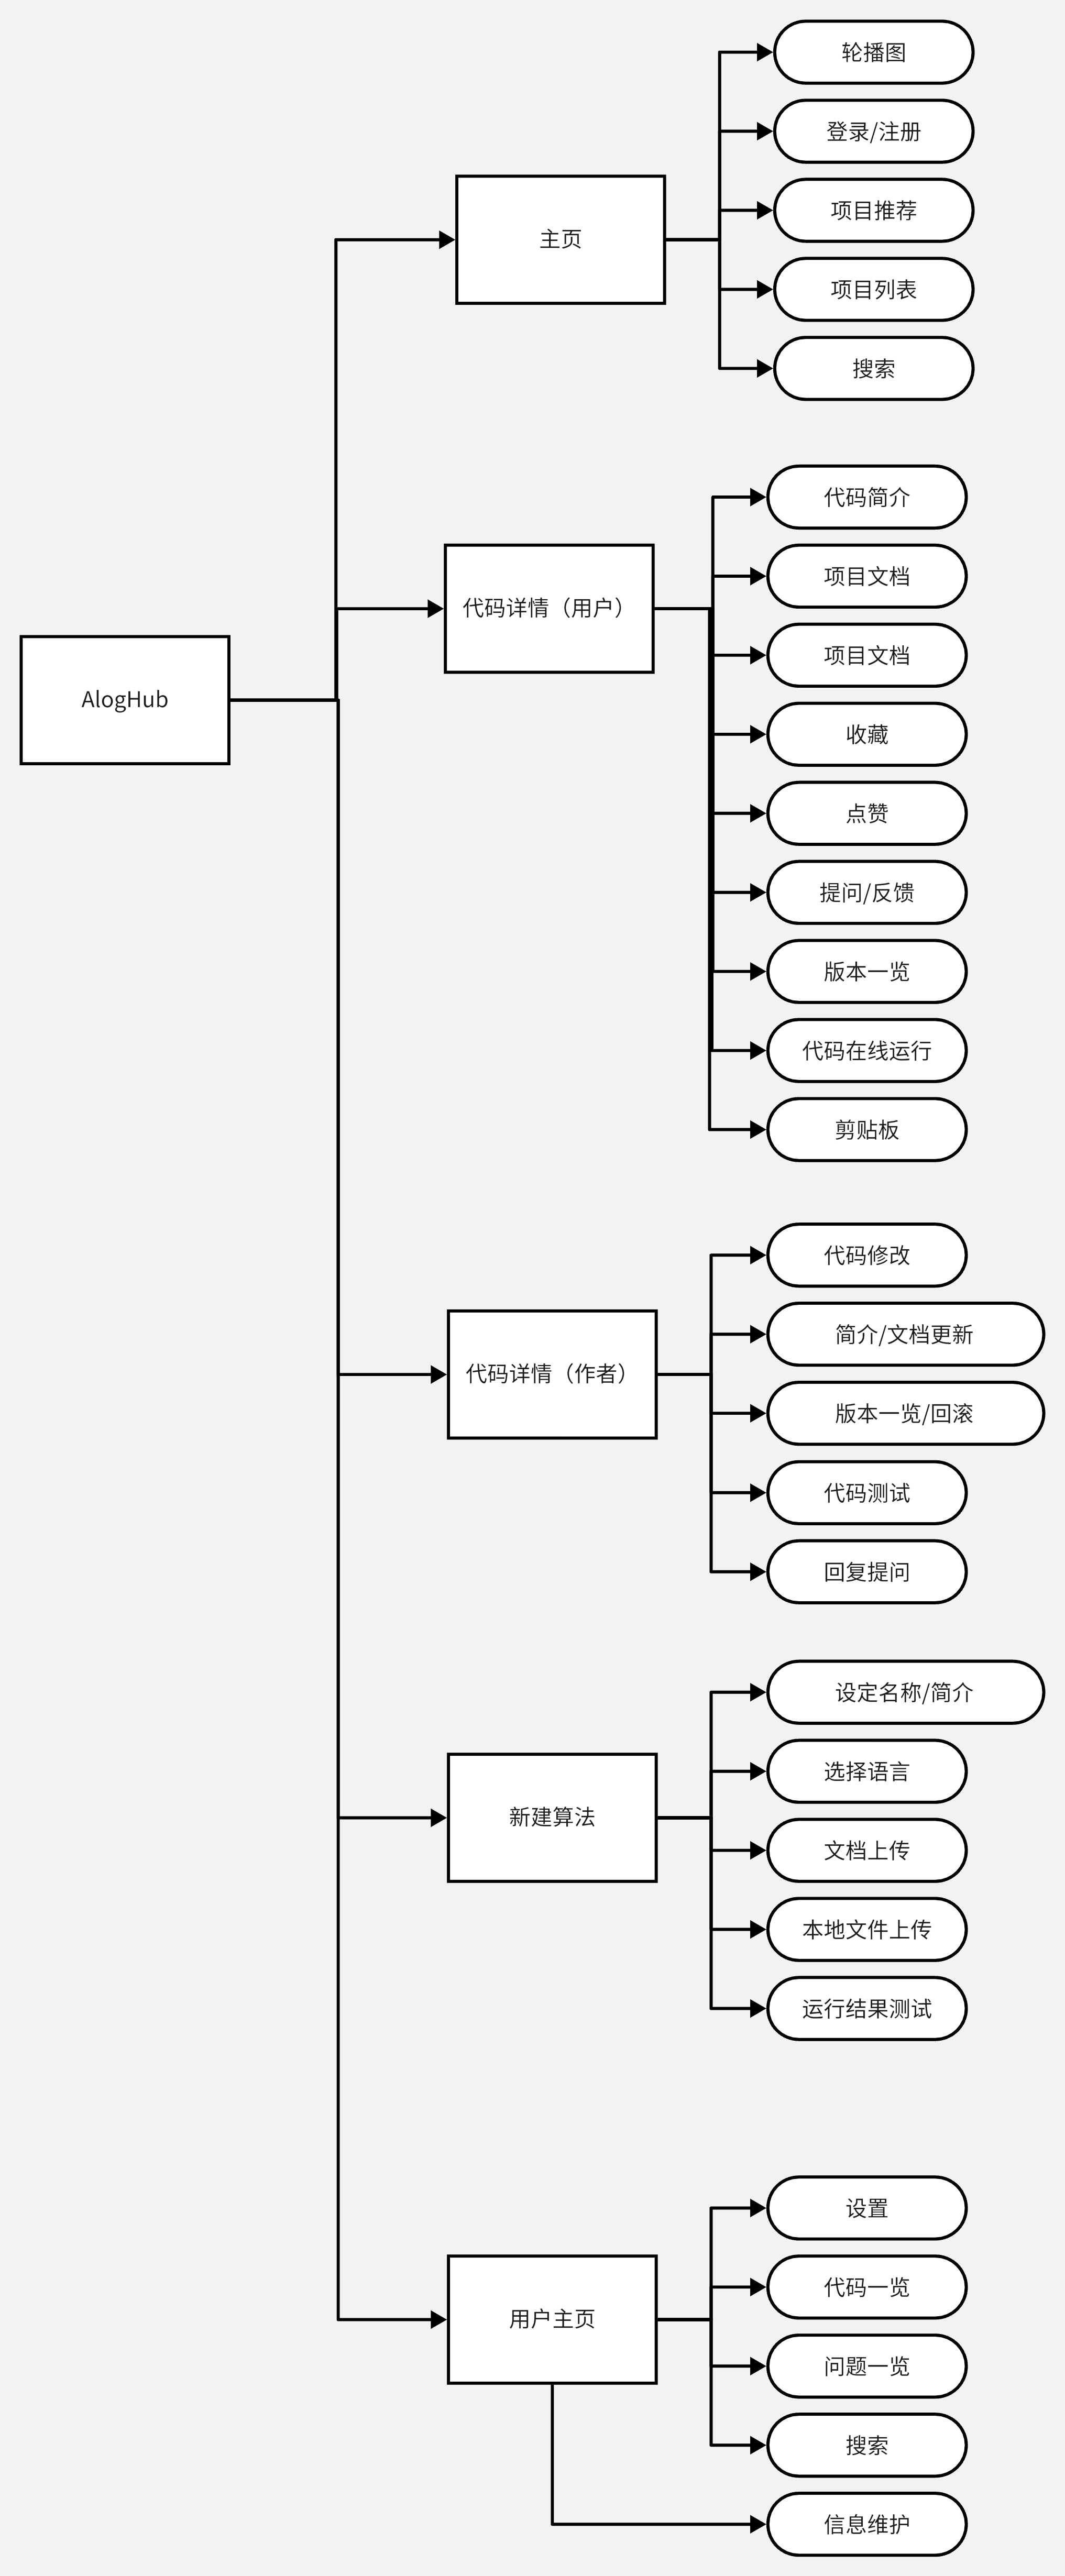 AlogHub
主页
轮播图
登录/注册
项目推荐
项目列表
搜索
代码详情（用户）
代码简介
项目文档
项目文档
收藏
点赞
提问/反馈
版本一览
代码在线运行
剪贴板
代码详情（作者）
代码修改
简介/文档更新
版本一览/回滚
代码测试
回复提问
新建算法
设定名称/简介
选择语言
文档上传
本地文件上传
运行结果测试
用户主页
设置
代码一览
问题一览
搜索
信息维护